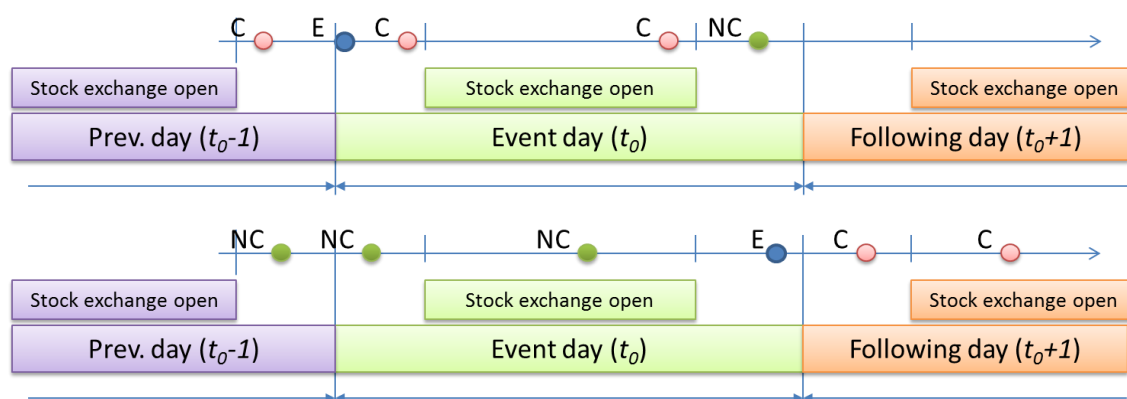 C E C C NC
Stock exchange open Stock exchange open Stock exchange open
Prev. day (t0-1) Event day (t0) Following day (t0+1)
NC NC NC E C C
Stock exchange open Stock exchange open Stock exchange open
Prev. day (t0-1) Event day (t0) Following day (t0+1)